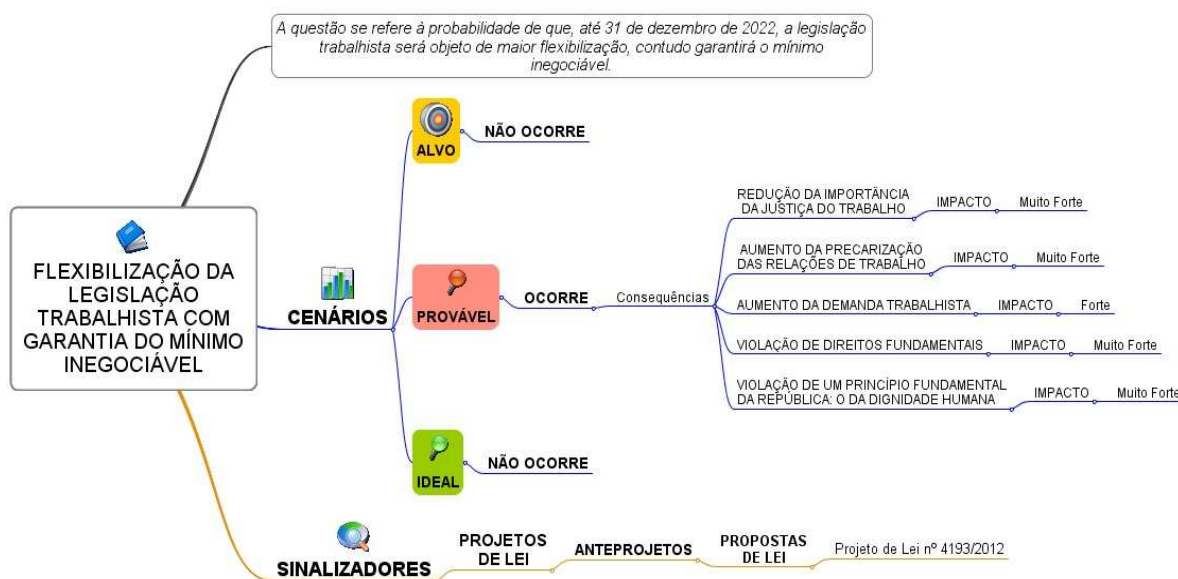 A questão se refere à probabilidade de que, até 31 de dezembro de 2022, a legislação
trabalhista será objeto de maior flexibilização, contudo garantirá o mínimo
inegociável.
FLEXIBILIZAÇÃO DA
LEGISLAÇÃO
TRABALHISTA COM
GARANTIA DO MÍNIMO
INEGOCIÁVEL
CENÁRIOS
ALVO
NÃO OCORRE
PROVÁVEL
OCORRE
Consequências
REDUÇÃO DA IMPORTÂNCIA
DA JUSTIÇA DO TRABALHO
IMPACTO
Muito Forte
AUMENTO DA PRECARIZAÇÃO
DAS RELAÇÕES DE TRABALHO
IMPACTO
Muito Forte
AUMENTO DA DEMANDA TRABALHISTA
IMPACTO
Forte
VIOLAÇÃO DE DIREITOS FUNDAMENTAIS
IMPACTO
Muito Forte
VIOLAÇÃO DE UM PRINCÍPIO FUNDAMENTAL
DA REPÚBLICA: O DA DIGNIDADE HUMANA
IMPACTO
Muito Forte
IDEAL
NÃO OCORRE
SINALIZADORES
PROJETOS
DE LEI
ANTEPROJETOS
PROPOSTAS
DE LEI
Projeto de Lei nº 4193/2012